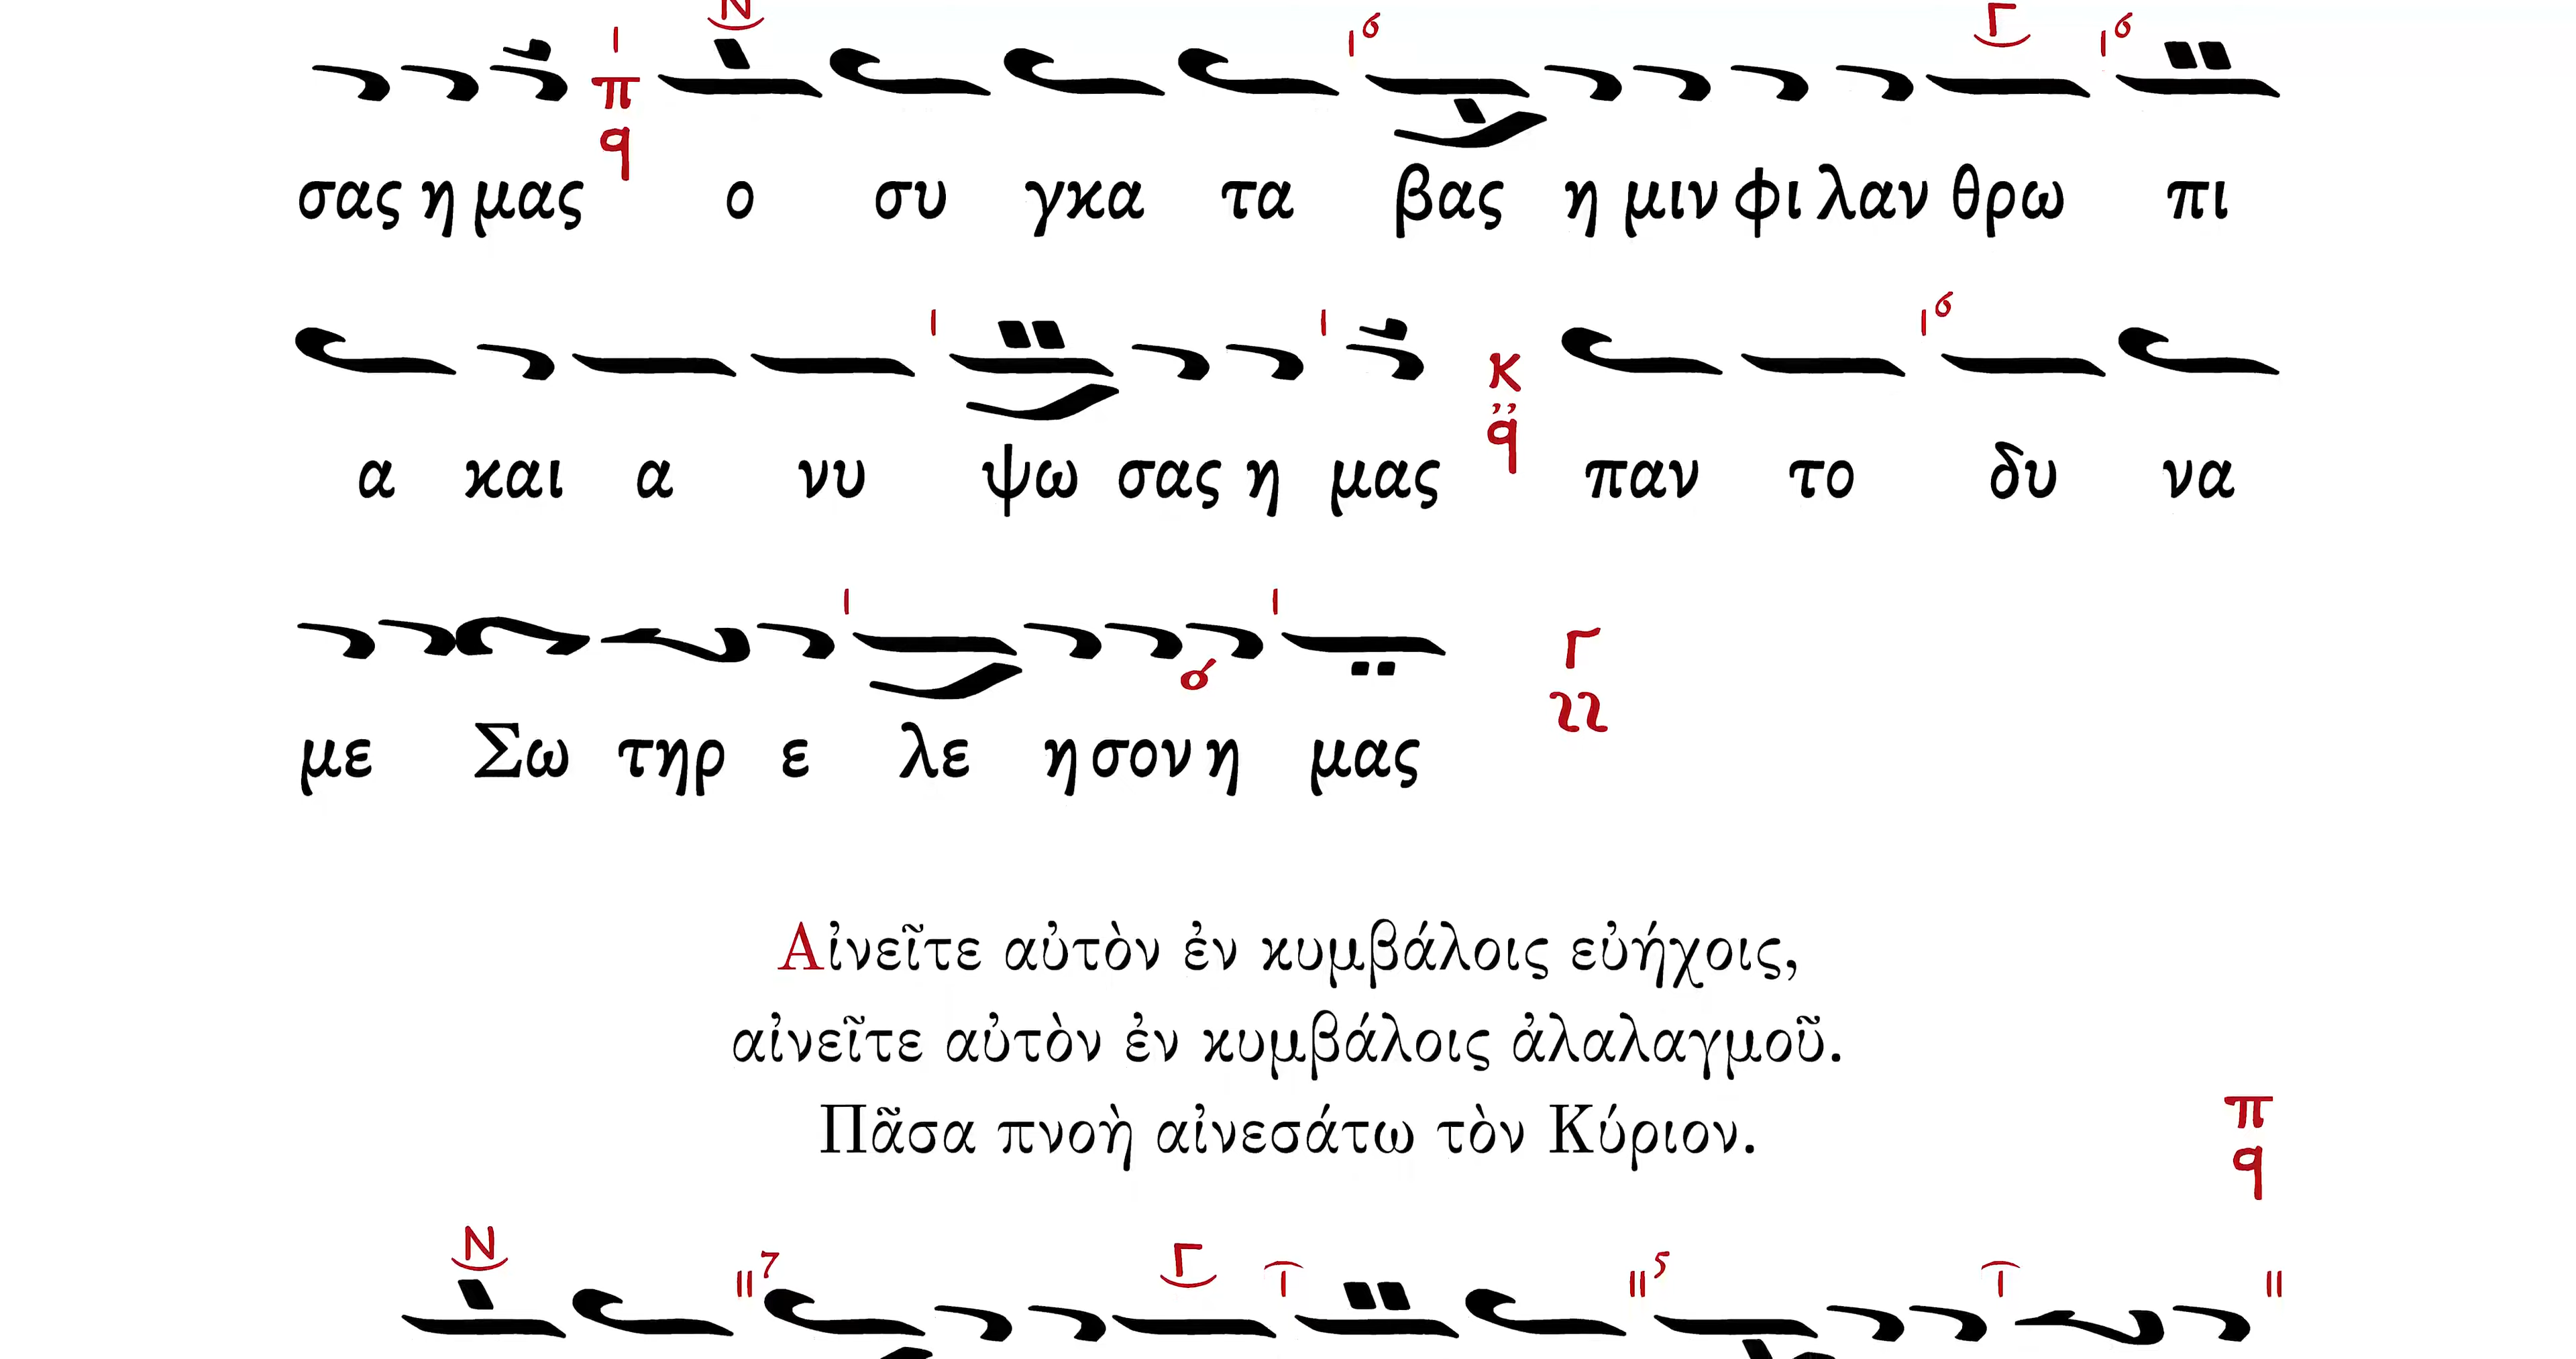 σας η μας ο συ γκα τα βας η μιν φι λαν θρω πι
α και α νυ ψω σας η μας παν το δυ να
με Σω τηρ ε λε η σον η μας
Αἰνεῖτε αὐτὸν ἐν κυμβάλοις εὐήχοις,
αἰνεῖτε αὐτὸν ἐν κυμβάλοις ἀλαλαγμοῦ.
Πᾶσα πνοὴ αἰνεσάτω τὸν Κύριον.